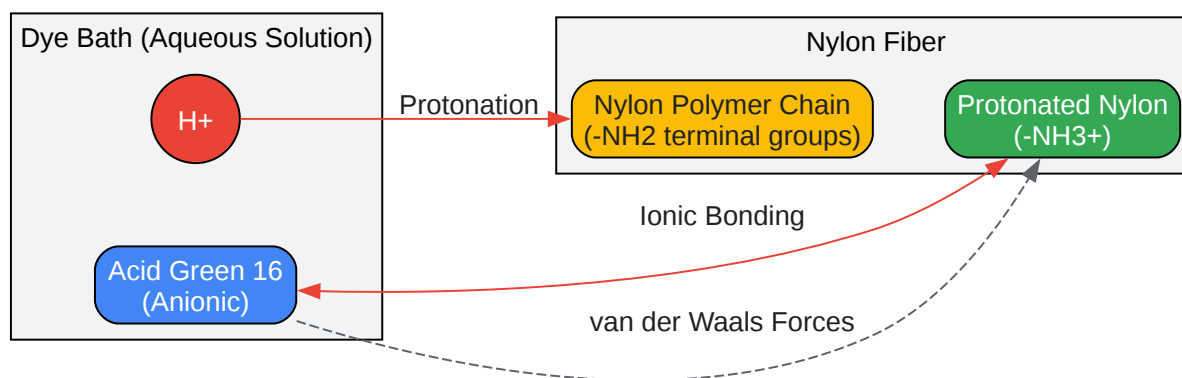 Dye Bath (Aqueous Solution)
H+
Protonation
Nylon Fiber
Nylon Polymer Chain
(-NH2 terminal groups)
Protonated Nylon
(-NH3+)
Ionic Bonding
Acid Green 16
(Anionic)
van der Waals Forces